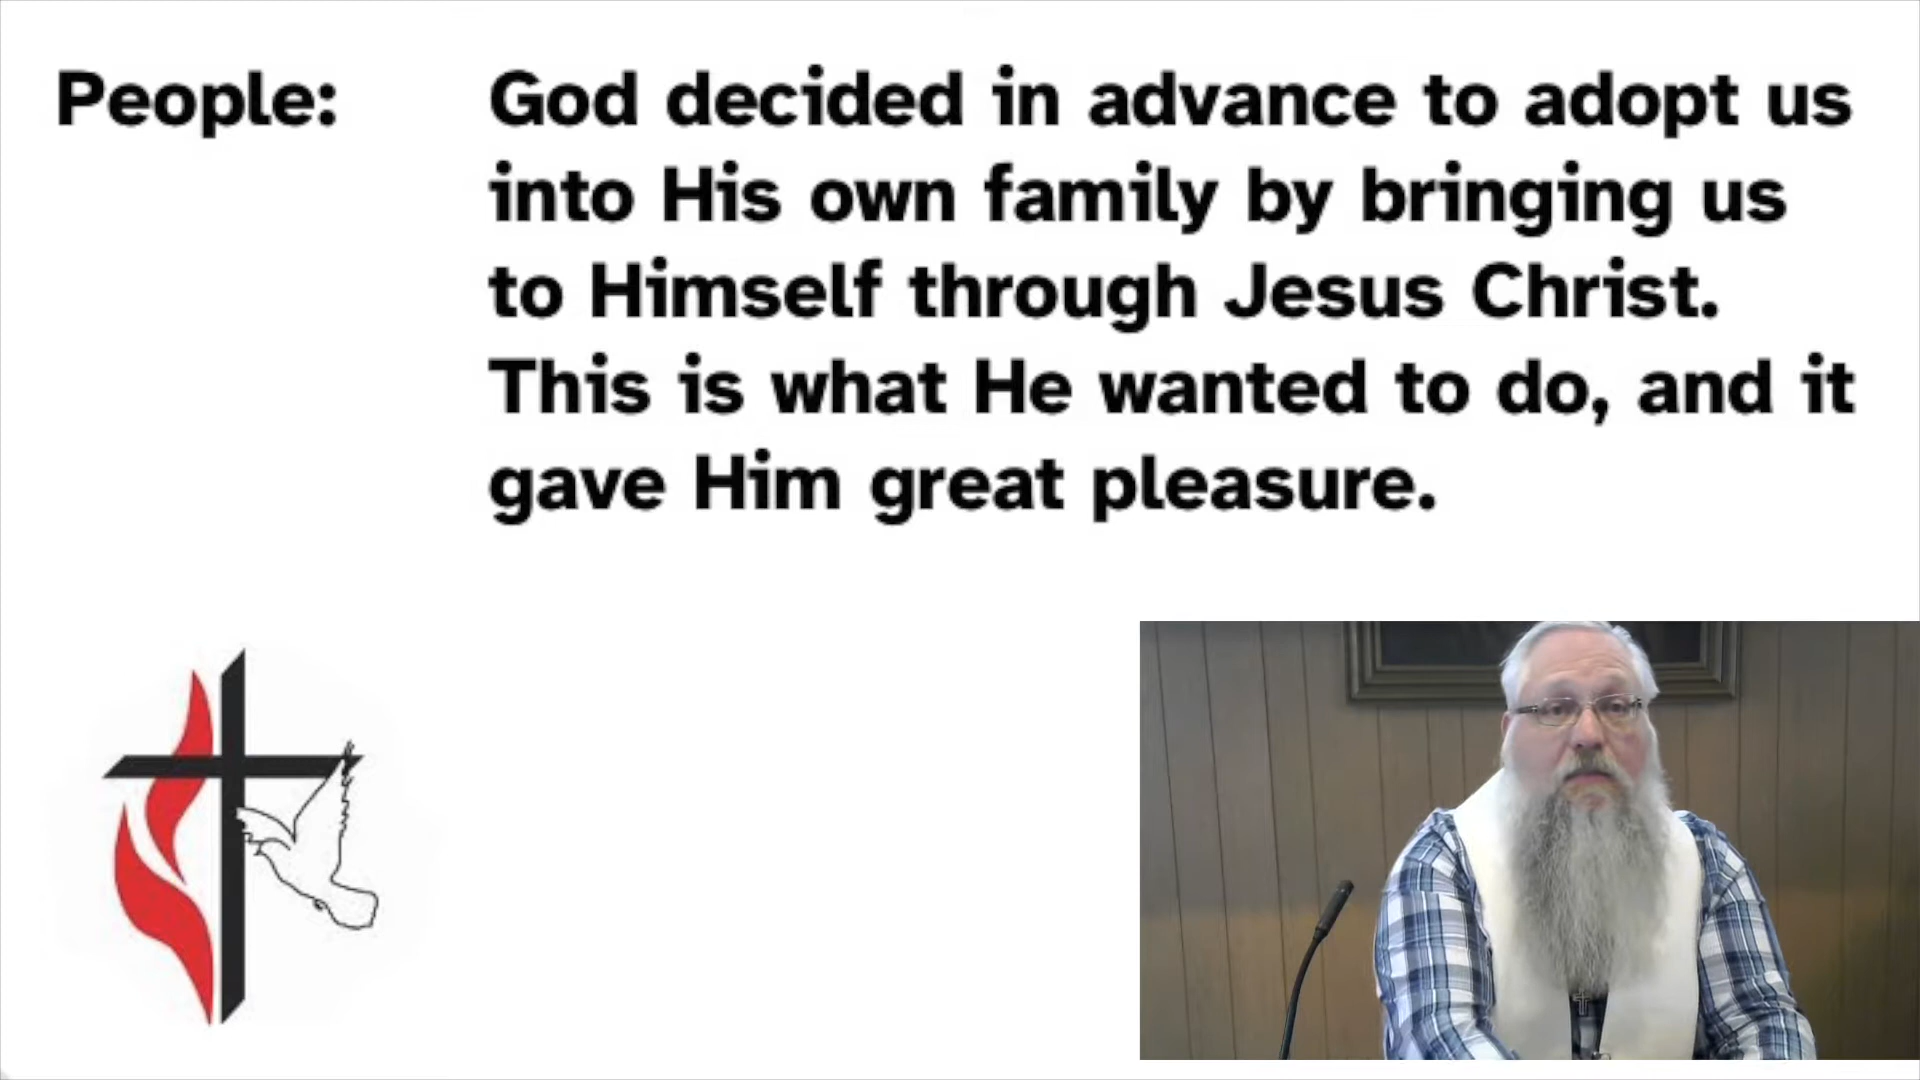 People: God decided in advance to adopt us
into His own family by bringing us
to Himself through Jesus Christ.
This is what He wanted to do, and it
gave Him great pleasure.